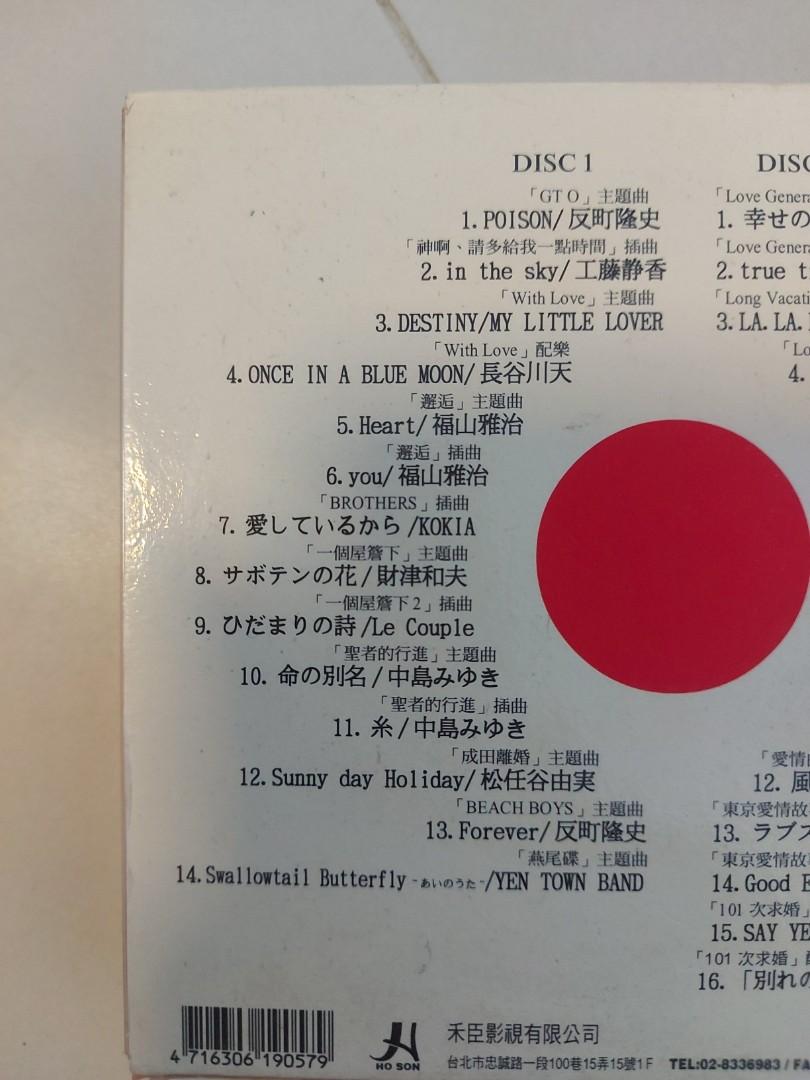 DISC 1
「GTO」主題曲
1. POISON/反町隆史
「神啊、請多給我一點時間」插曲
2. in the sky/工藤静香
「With Love」主題曲
3. DESTINY/MY LITTLE LOVER
「With Love」配樂
4. ONCE IN A BLUE MOON/長谷川天
「邂逅」主題曲
5. Heart/福山雅治
「邂逅」插曲
6. you/福山雅治
「BROTHERS」插曲
7. 愛しているから/KOKIA
「一個屋簷下」主題曲
8. サボテンの花/財津和夫
「一個屋簷下2」插曲
9. ひだまりの詩/Le Couple
「聖者的行進」主題曲
10. 命の別名/中島みゆき
「聖者的行進」插曲
11. 糸/中島みゆき
「成田離婚」主題曲
12. Sunny day Holiday/松任谷由実
「BEACH BOYS」主題曲
13. Forever/反町隆史
「燕尾碟」主題曲
14. Swallowtail Butterfly -あいのうた-/YEN TOWN BAND
DISC
「Love
1. 幸せの
「Love
2. true
「Long
3. LA.LA.
4.
「愛情
12. 風
「東京愛情故
13. ラブ
「東京愛情故
14. Good
「101次求婚」
15. SAY YE
「101次求婚」
16. 「別れの
4 716306 190579
HO SON
禾臣影視有限公司
台北市忠誠路一段100巷15弄15號1F TEL:02-8336983 / FA